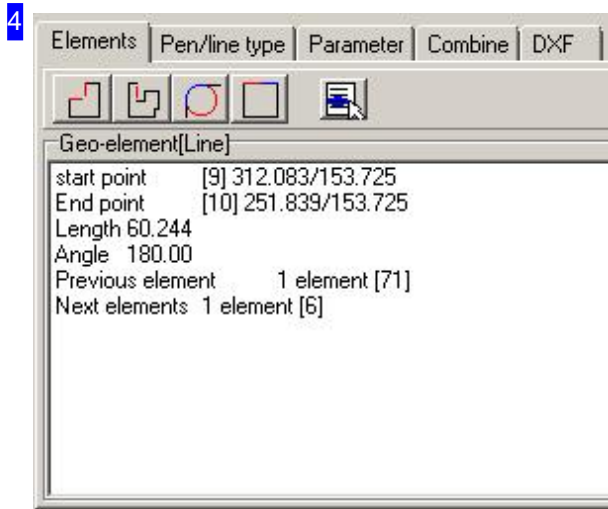 4
Elements Pen/line type Parameter Combine DXF
Geo-element[Line]
start point [9] 312.083/153.725
End point [10] 251.839/153.725
Length 60.244
Angle 180.00
Previous element 1 element [71]
Next elements 1 element [6]